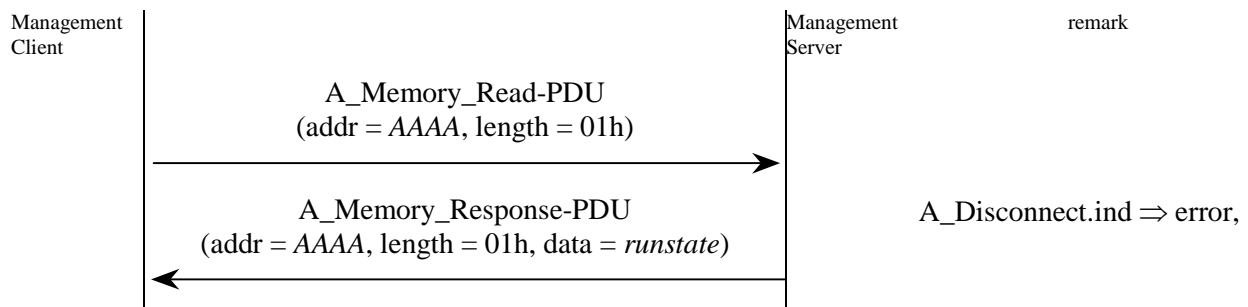 Management
Client
Management
Server
remark
A_Memory_Read-PDU
(addr = AAAA, length = 01h)
A_Memory_Response-PDU
(addr = AAAA, length = 01h, data = runstate)
A_Disconnect.ind ⇒ error,